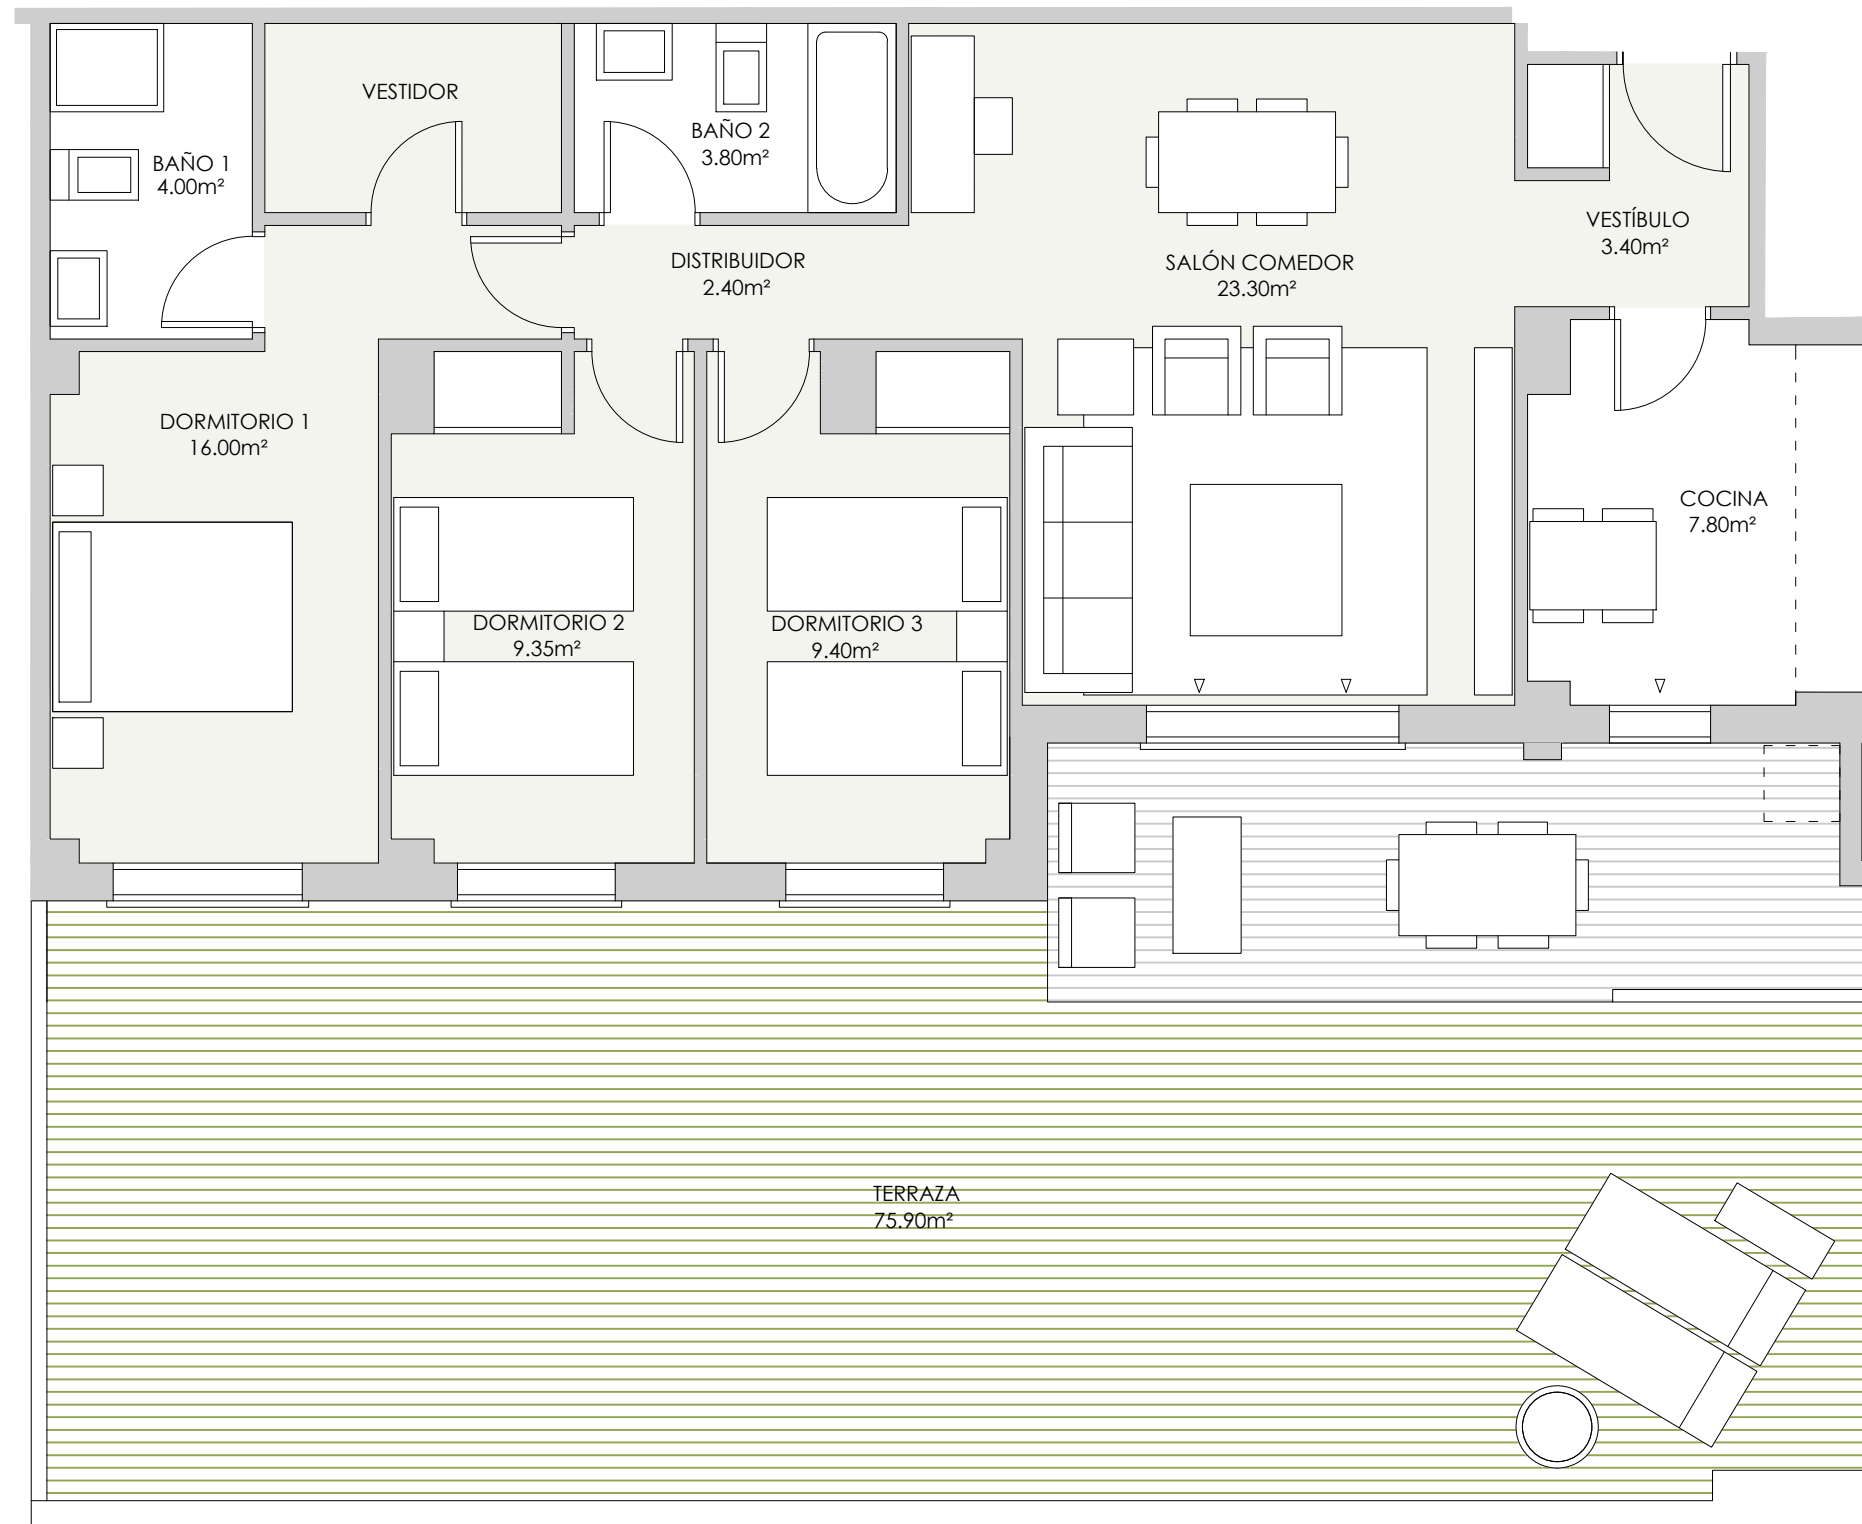 VESTIDOR
BAÑO 1
4.00m²
BAÑO 2
3.80m²
DISTRIBUIDOR
2.40m²
SALÓN COMEDOR
23.30m²
VESTÍBULO
3.40m²
DORMITORIO 1
16.00m²
COCINA
7.80m²
DORMITORIO 2
9.35m²
DORMITORIO 3
9.40m²
TERRAZA
75.90m²